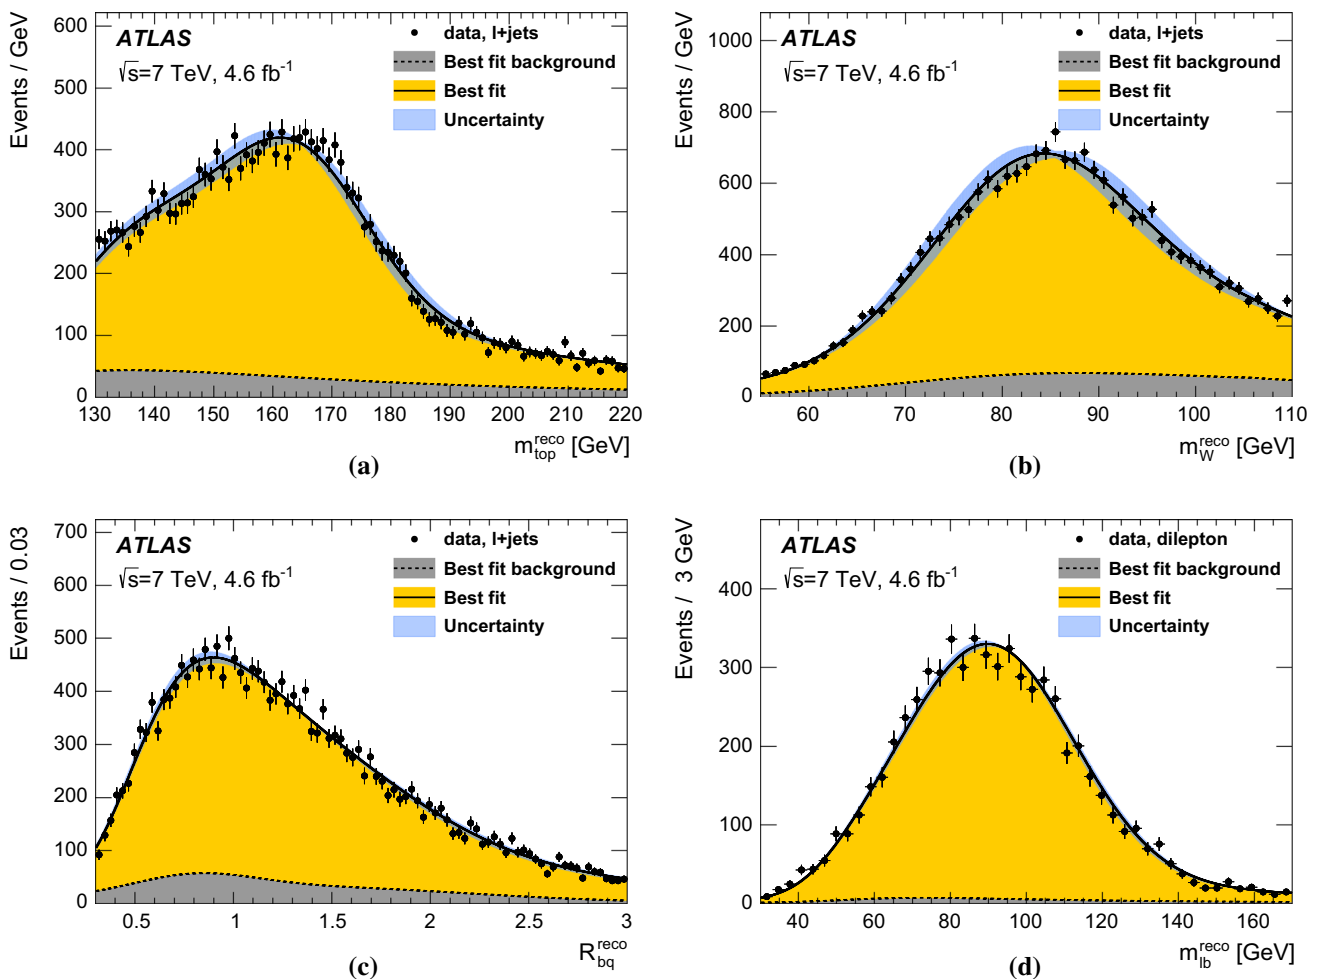 Events / GeV
600
500
400
300
200
100
0
ATLAS
√s=7 TeV, 4.6 fb⁻¹
data, l+jets
Best fit background
Best fit
Uncertainty
130 140 150 160 170 180 190 200 210 220
m_top^reco [GeV]
(a)
Events / GeV
1000
800
600
400
200
0
ATLAS
√s=7 TeV, 4.6 fb⁻¹
data, l+jets
Best fit background
Best fit
Uncertainty
60 70 80 90 100 110
m_W^reco [GeV]
(b)
Events / 0.03
700
600
500
400
300
200
100
0
ATLAS
√s=7 TeV, 4.6 fb⁻¹
data, l+jets
Best fit background
Best fit
Uncertainty
0.5 1 1.5 2 2.5 3
R_bq^reco
(c)
Events / 3 GeV
400
300
200
100
0
ATLAS
√s=7 TeV, 4.6 fb⁻¹
data, dilepton
Best fit background
Best fit
Uncertainty
40 60 80 100 120 140 160
m_lb^reco [GeV]
(d)